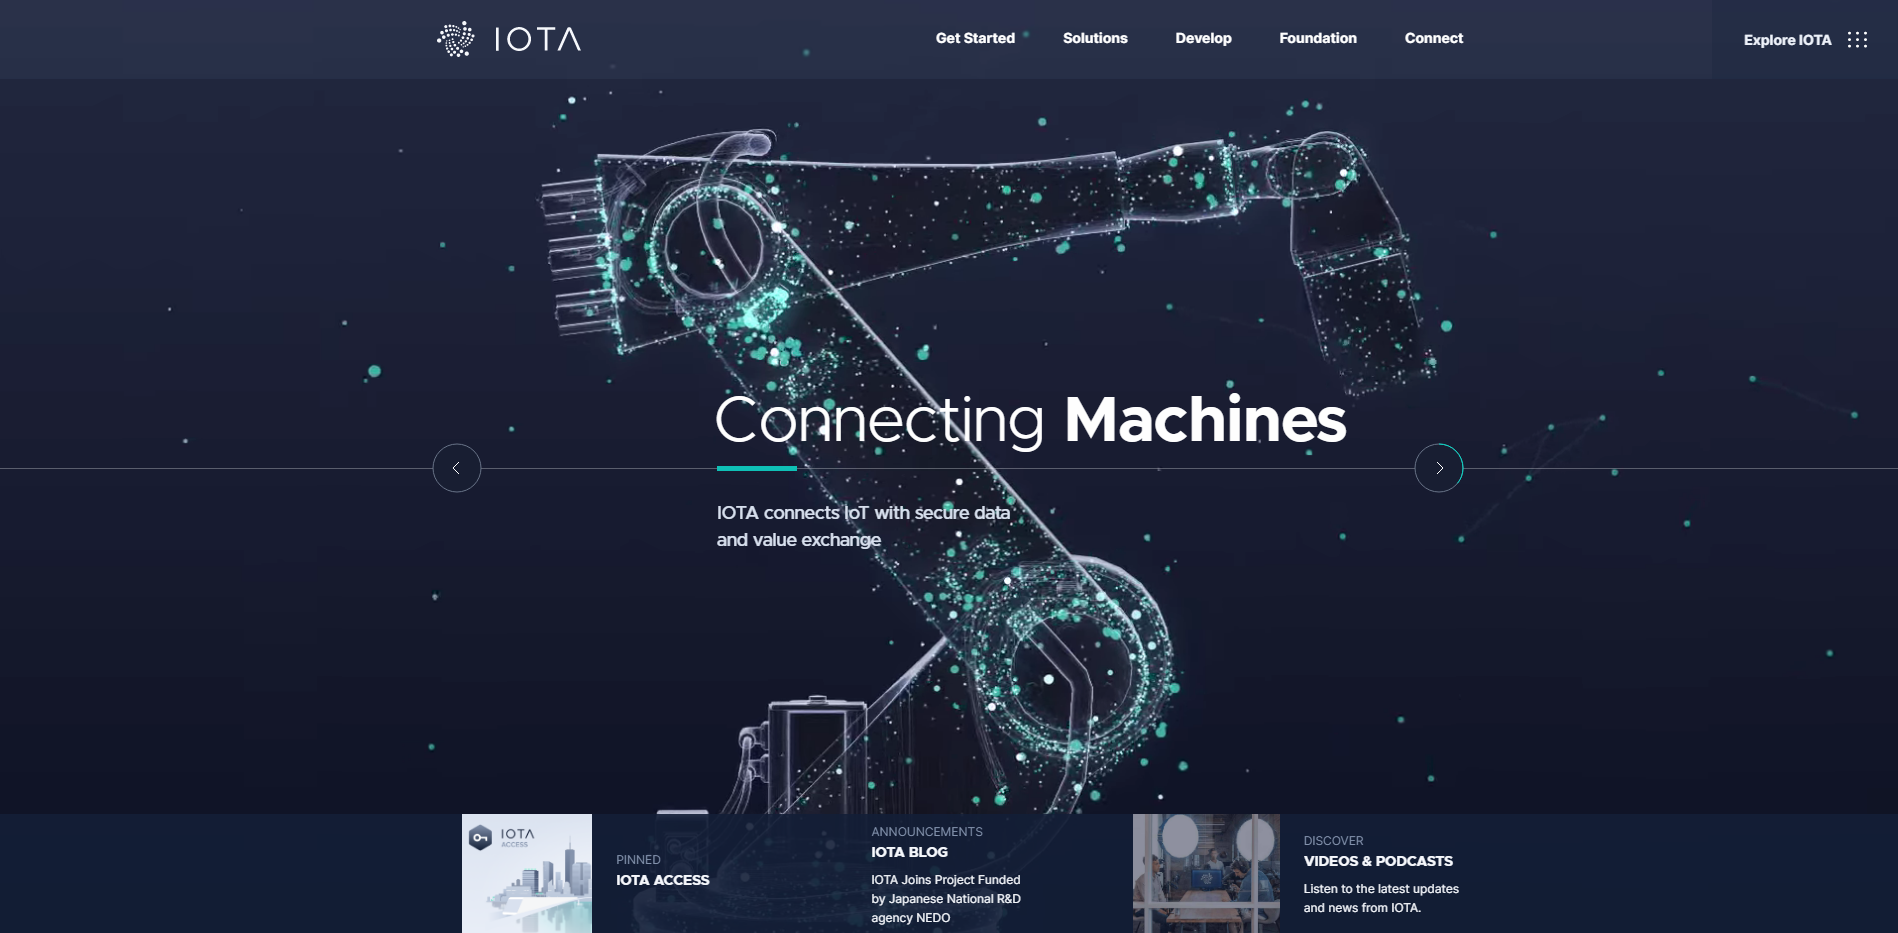 IOTA
Get Started
Solutions
Develop
Foundation
Connect
Explore IOTA
Connecting Machines
IOTA connects IoT with secure data
and value exchange
IOTA
ACCESS
PINNED
IOTA ACCESS
ANNOUNCEMENTS
IOTA BLOG
IOTA Joins Project Funded
by Japanese National R&D
agency NEDO
DISCOVER
VIDEOS & PODCASTS
Listen to the latest updates
and news from IOTA.